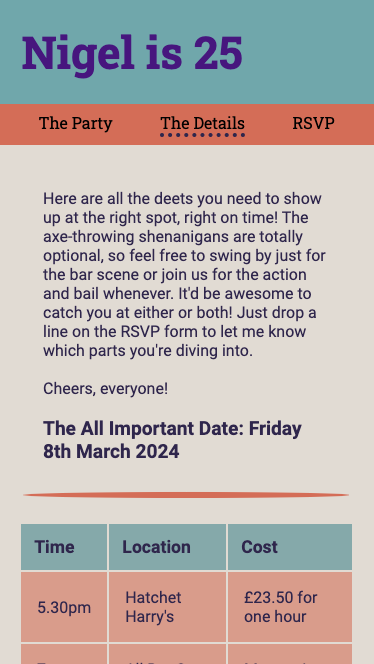 Nigel is 25
The Party The Details RSVP
Here are all the deets you need to show
up at the right spot, right on time! The
axe-throwing shenanigans are totally
optional, so feel free to swing by just for
the bar scene or join us for the action
and bail whenever. It'd be awesome to
catch you at either or both! Just drop a
line on the RSVP form to let me know
which parts you're diving into.
Cheers, everyone!
The All Important Date: Friday
8th March 2024
Time Location Cost
5.30pm Hatchet Harry's £23.50 for one hour